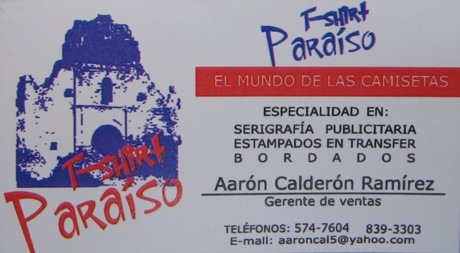 T-SHIRT
PARAÍSO
T-SHIRT
PARAÍSO
EL MUNDO DE LAS CAMISETAS
ESPECIALIDAD EN:
SERIGRAFÍA PUBLICITARIA
ESTAMPADOS EN TRANSFER
BORDADOS
Aarón Calderón Ramírez
Gerente de ventas
TELÉFONOS: 574-7604 839-3303
E-mail: aaroncal5@yahoo.com